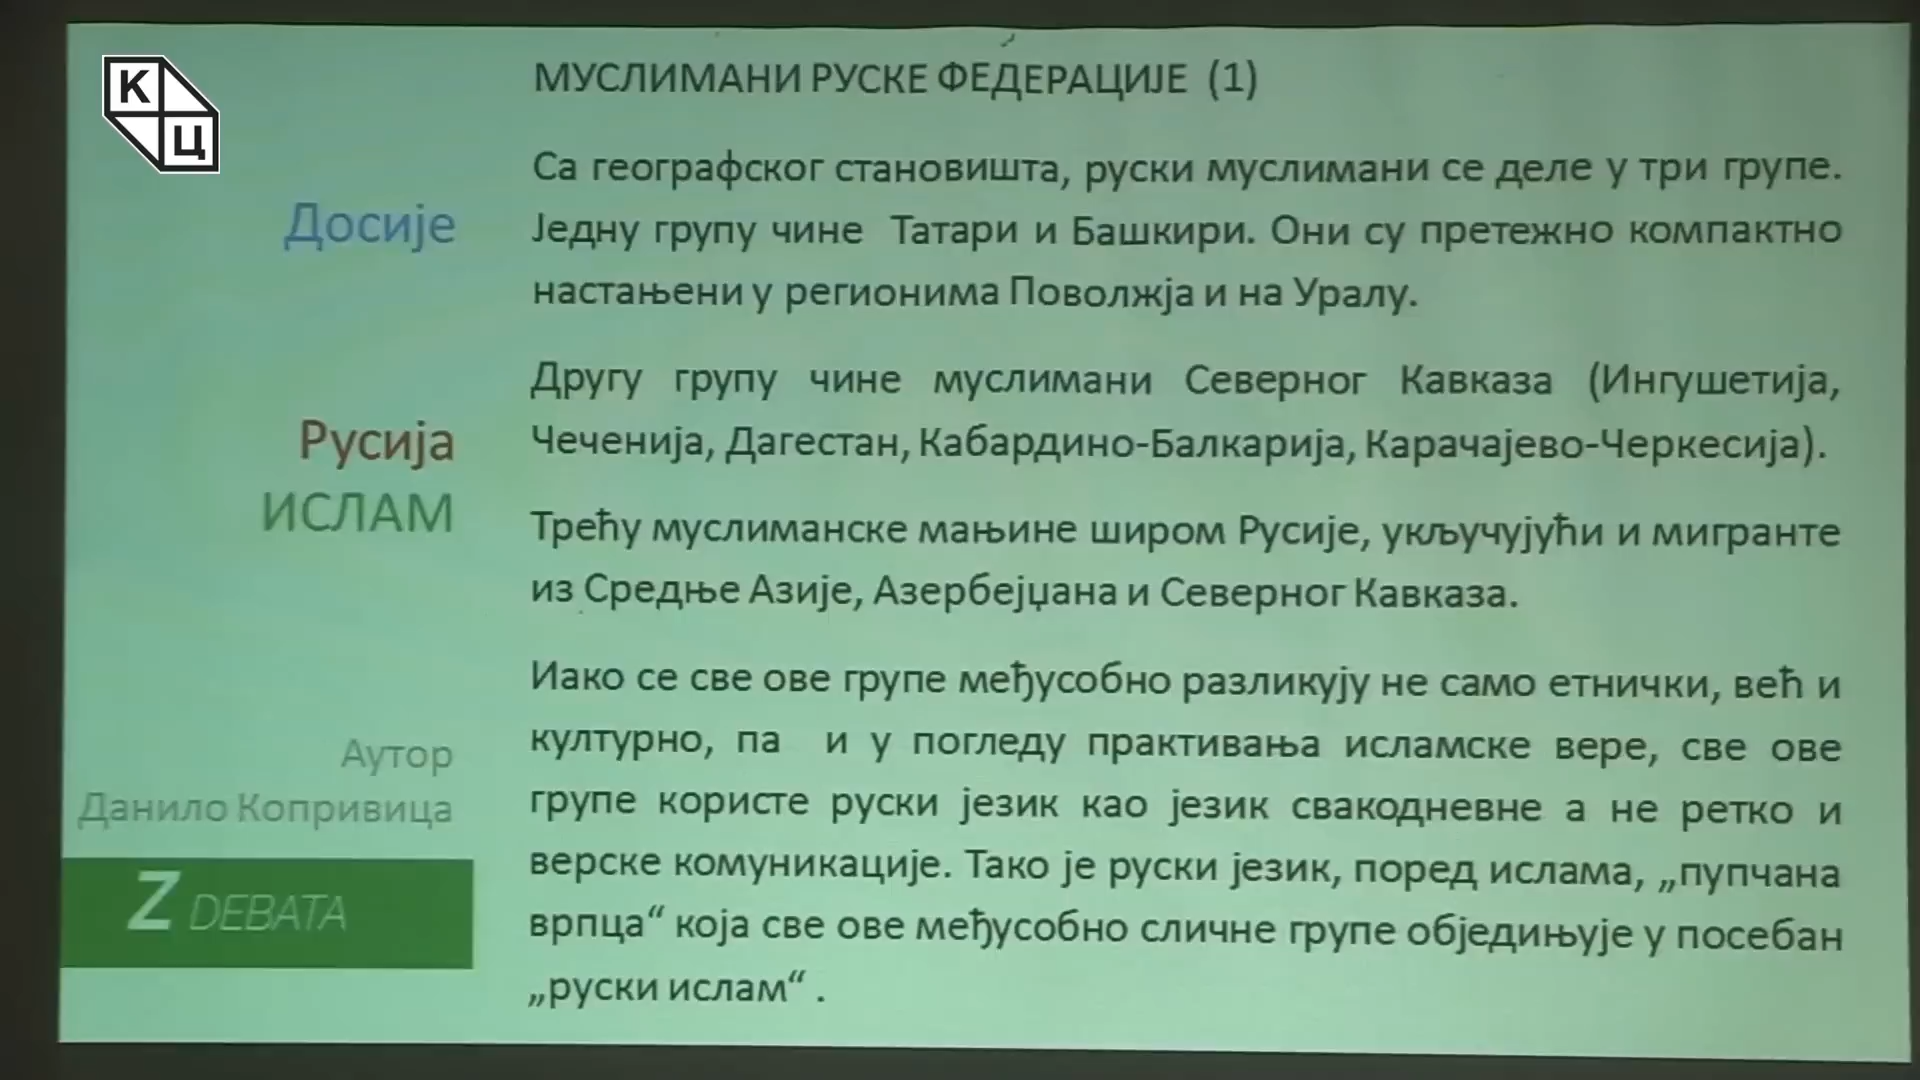 К
Ц
МУСЛИМАНИ РУСКЕ ФЕДЕРАЦИЈЕ (1)
Досије
Русија
ИСЛАМ
Аутор
Данило Копривица
Z DEBATA
Са географског становишта, руски муслимани се деле у три групе.
Једну групу чине Татари и Башкири. Они су претежно компактно
настањени у регионима Поволжја и на Уралу.
Другу групу чине муслимани Северног Кавказа (Ингушетија,
Чеченија, Дагестан, Кабардино-Балкарија, Карачајево-Черкесија).
Трећу муслиманске мањине широм Русије, укључујући и мигранте
из Средње Азије, Азербејџана и Северног Кавказа.
Иако се све ове групе међусобно разликују не само етнички, већ и
културно, па и у погледу практивања исламске вере, све ове
групе користе руски језик као језик свакодневне а не ретко и
верске комуникације. Тако је руски језик, поред ислама, „пупчана
врпца“ која све ове међусобно сличне групе обједињује у посебан
„руски ислам“ .